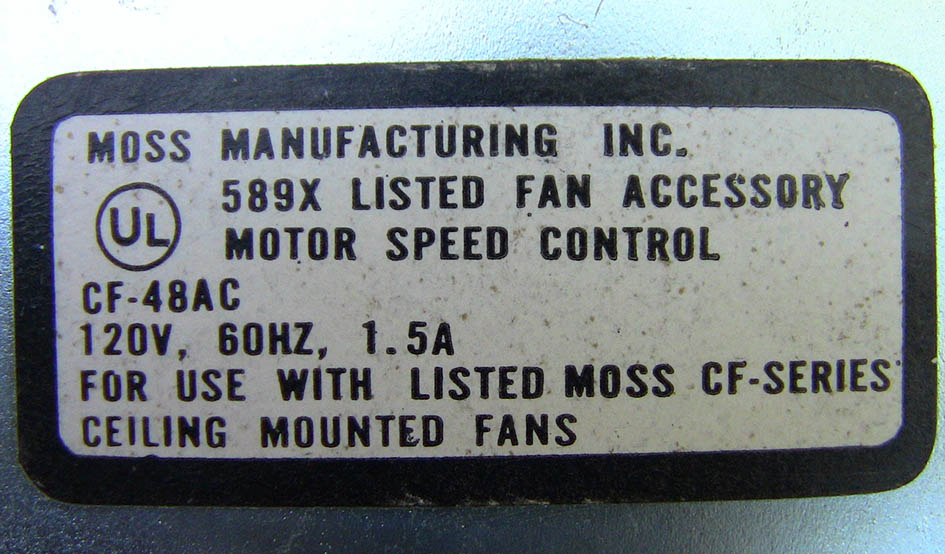 MOSS MANUFACTURING INC.
UL 589X LISTED FAN ACCESSORY
MOTOR SPEED CONTROL
CF-48AC
120V, 60HZ, 1.5A
FOR USE WITH LISTED MOSS CF-SERIES
CEILING MOUNTED FANS